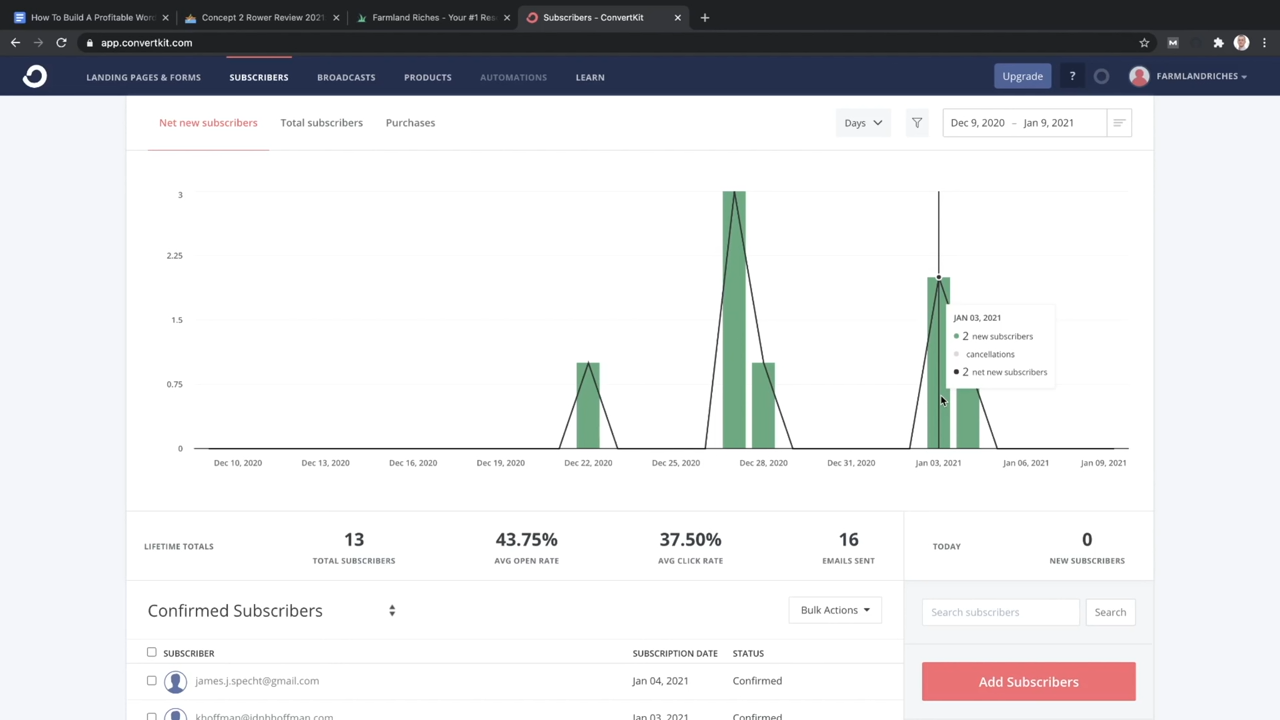 How To Build A Profitable Wor
Concept 2 Rower Review 2021
Farmland Riches - Your #1 Res
Subscribers - ConvertKit
app.convertkit.com
LANDING PAGES & FORMS
SUBSCRIBERS
BROADCASTS
PRODUCTS
AUTOMATIONS
LEARN
Upgrade
?
FARMLANDRICHES
Net new subscribers
Total subscribers
Purchases
Days
Dec 9, 2020 – Jan 9, 2021
3
2.25
1.5
0.75
0
JAN 03, 2021
2 new subscribers
cancellations
2 net new subscribers
Dec 10, 2020
Dec 13, 2020
Dec 16, 2020
Dec 19, 2020
Dec 22, 2020
Dec 25, 2020
Dec 28, 2020
Dec 31, 2020
Jan 03, 2021
Jan 06, 2021
Jan 09, 2021
LIFETIME TOTALS
13
TOTAL SUBSCRIBERS
43.75%
AVG OPEN RATE
37.50%
AVG CLICK RATE
16
EMAILS SENT
TODAY
0
NEW SUBSCRIBERS
Confirmed Subscribers
Bulk Actions
Search subscribers
Search
SUBSCRIBER
SUBSCRIPTION DATE
STATUS
james.j.specht@gmail.com
Jan 04, 2021
Confirmed
Add Subscribers
Jan 03, 2021
Confirmed